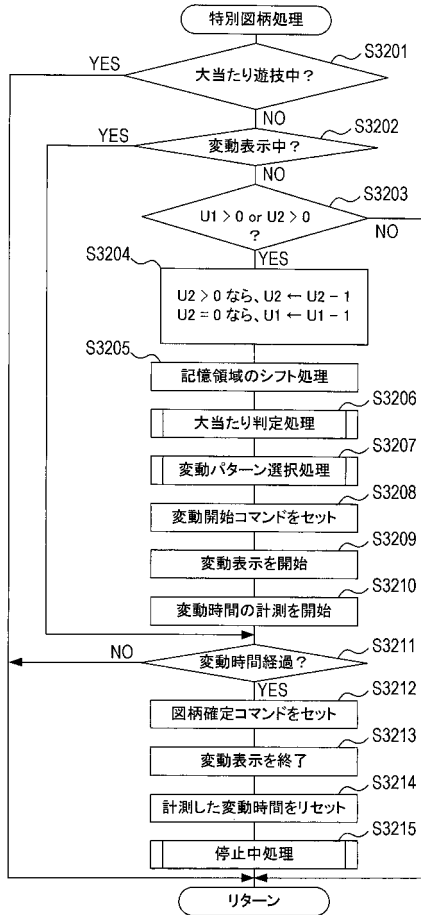 特別図柄処理
S3201
YES
大当たり遊技中？
NO
S3202
YES
変動表示中？
NO
S3203
U1 > 0 or U2 > 0
？
NO
YES
S3204
U2 > 0 なら、U2 ← U2 − 1
U2 = 0 なら、U1 ← U1 − 1
S3205
記憶領域のシフト処理
S3206
大当たり判定処理
S3207
変動パターン選択処理
S3208
変動開始コマンドをセット
S3209
変動表示を開始
S3210
変動時間の計測を開始
S3211
NO
変動時間経過？
YES
S3212
図柄確定コマンドをセット
S3213
変動表示を終了
S3214
計測した変動時間をリセット
S3215
停止中処理
リターン